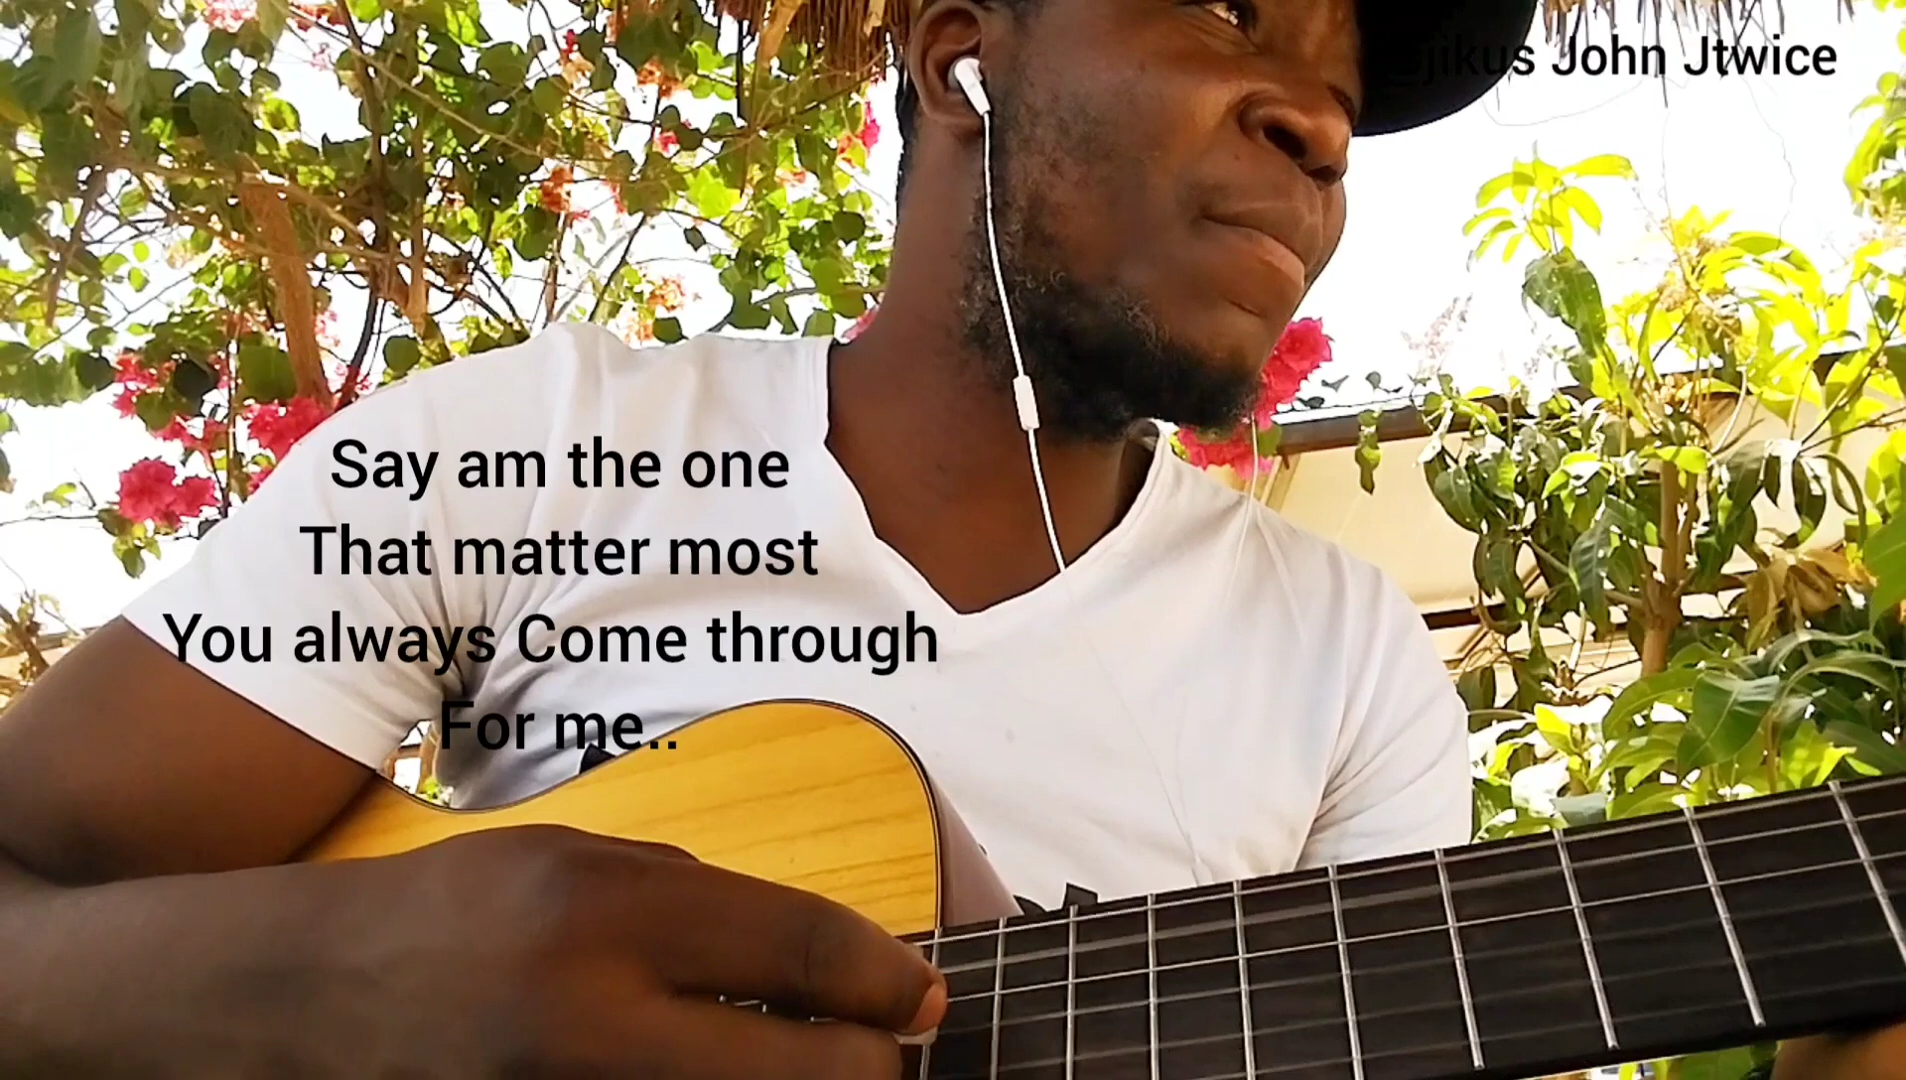 John Jtwice
Say am the one
That matter most
You always Come through
For me..